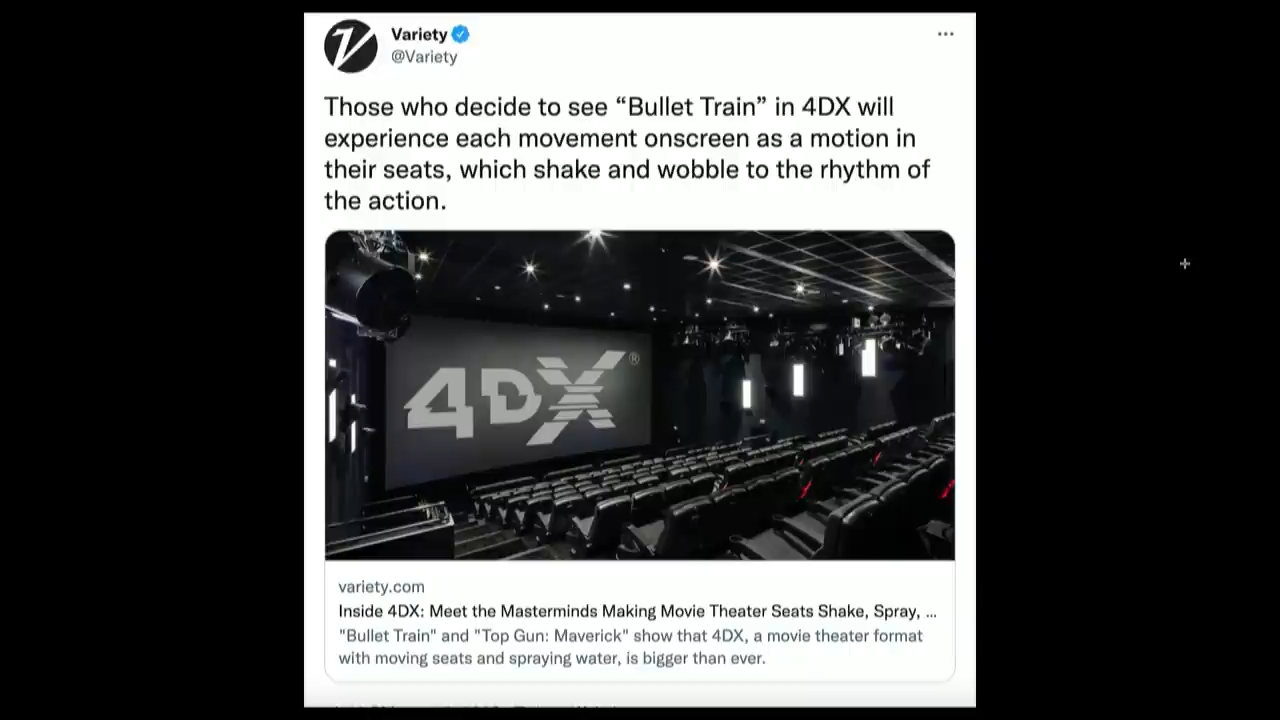 Variety
@Variety
Those who decide to see “Bullet Train” in 4DX will
experience each movement onscreen as a motion in
their seats, which shake and wobble to the rhythm of
the action.
4DX®
variety.com
Inside 4DX: Meet the Masterminds Making Movie Theater Seats Shake, Spray, ...
"Bullet Train" and "Top Gun: Maverick" show that 4DX, a movie theater format
with moving seats and spraying water, is bigger than ever.